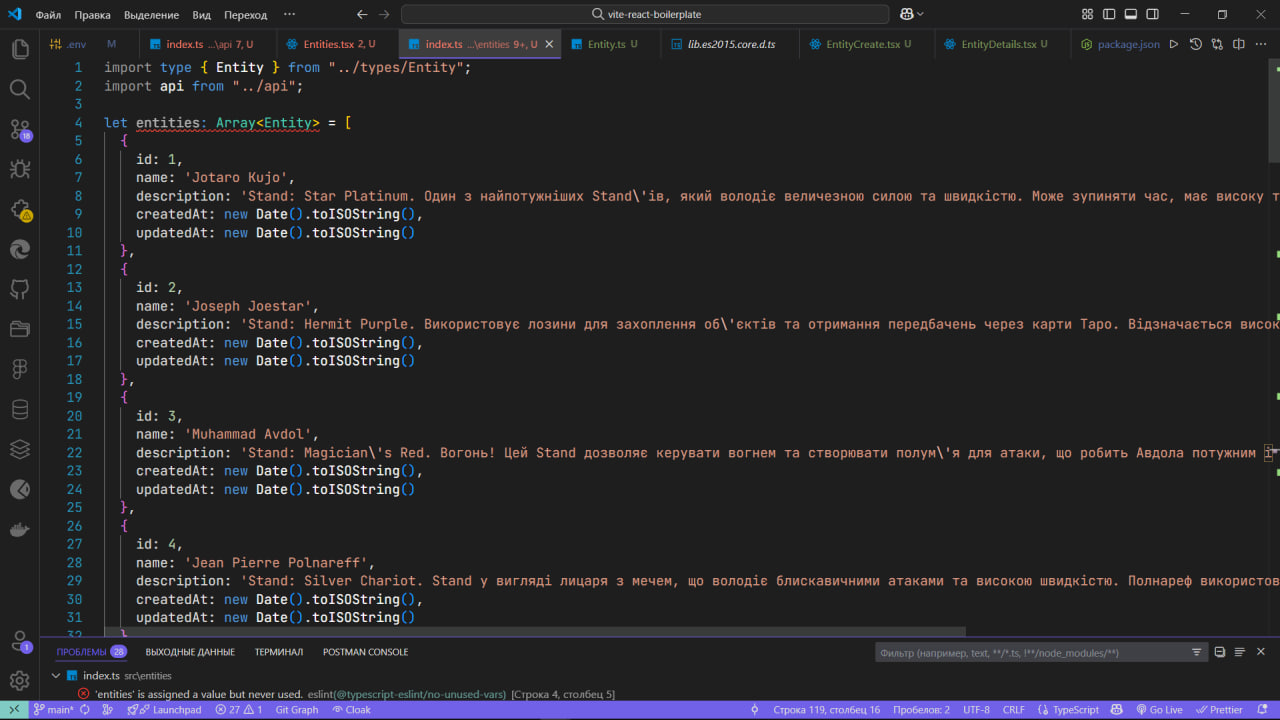 Файл Правка Выделение Вид Переход ··· vite-react-boilerplate
.env M index.ts ...\api 7, U Entities.tsx 2, U index.ts ...\entities 9+, U Entity.ts U lib.es2015.core.d.ts EntityCreate.tsx U EntityDetails.tsx U package.json
1 import type { Entity } from "../types/Entity";
2 import api from "../api";
3
4 let entities: Array<Entity> = [
5 {
6 id: 1,
7 name: 'Jotaro Kujo',
8 description: 'Stand: Star Platinum. Один з найпотужніших Stand\'ів, який володіє величезною силою та швидкістю. Може зупиняти час, має високу т
9 createdAt: new Date().toISOString(),
10 updatedAt: new Date().toISOString()
11 },
12 {
13 id: 2,
14 name: 'Joseph Joestar',
15 description: 'Stand: Hermit Purple. Використовує лозини для захоплення об\'єктів та отримання передбачень через карти Таро. Відзначається висок
16 createdAt: new Date().toISOString(),
17 updatedAt: new Date().toISOString()
18 },
19 {
20 id: 3,
21 name: 'Muhammad Avdol',
22 description: 'Stand: Magician\'s Red. Вогонь! Цей Stand дозволяє керувати вогнем та створювати полум\'я для атаки, що робить Авдола потужним і
23 createdAt: new Date().toISOString(),
24 updatedAt: new Date().toISOString()
25 },
26 {
27 id: 4,
28 name: 'Jean Pierre Polnareff',
29 description: 'Stand: Silver Chariot. Stand у вигляді лицаря з мечем, що володіє блискавичними атаками та високою швидкістю. Полнареф використов
30 createdAt: new Date().toISOString(),
31 updatedAt: new Date().toISOString()
32 }
18
1
ПРОБЛЕМЫ 28 ВЫХОДНЫЕ ДАННЫЕ ТЕРМИНАЛ POSTMAN CONSOLE Фильтр (например, text, **/*.ts, !**/node_modules/**)
index.ts src\entities
'entities' is assigned a value but never used. eslint(@typescript-eslint/no-unused-vars) [Строка 4, столбец 5]
main* Launchpad 27 1 Git Graph Cloak Строка 119, столбец 16 Пробелов: 2 UTF-8 CRLF TypeScript Go Live Prettier